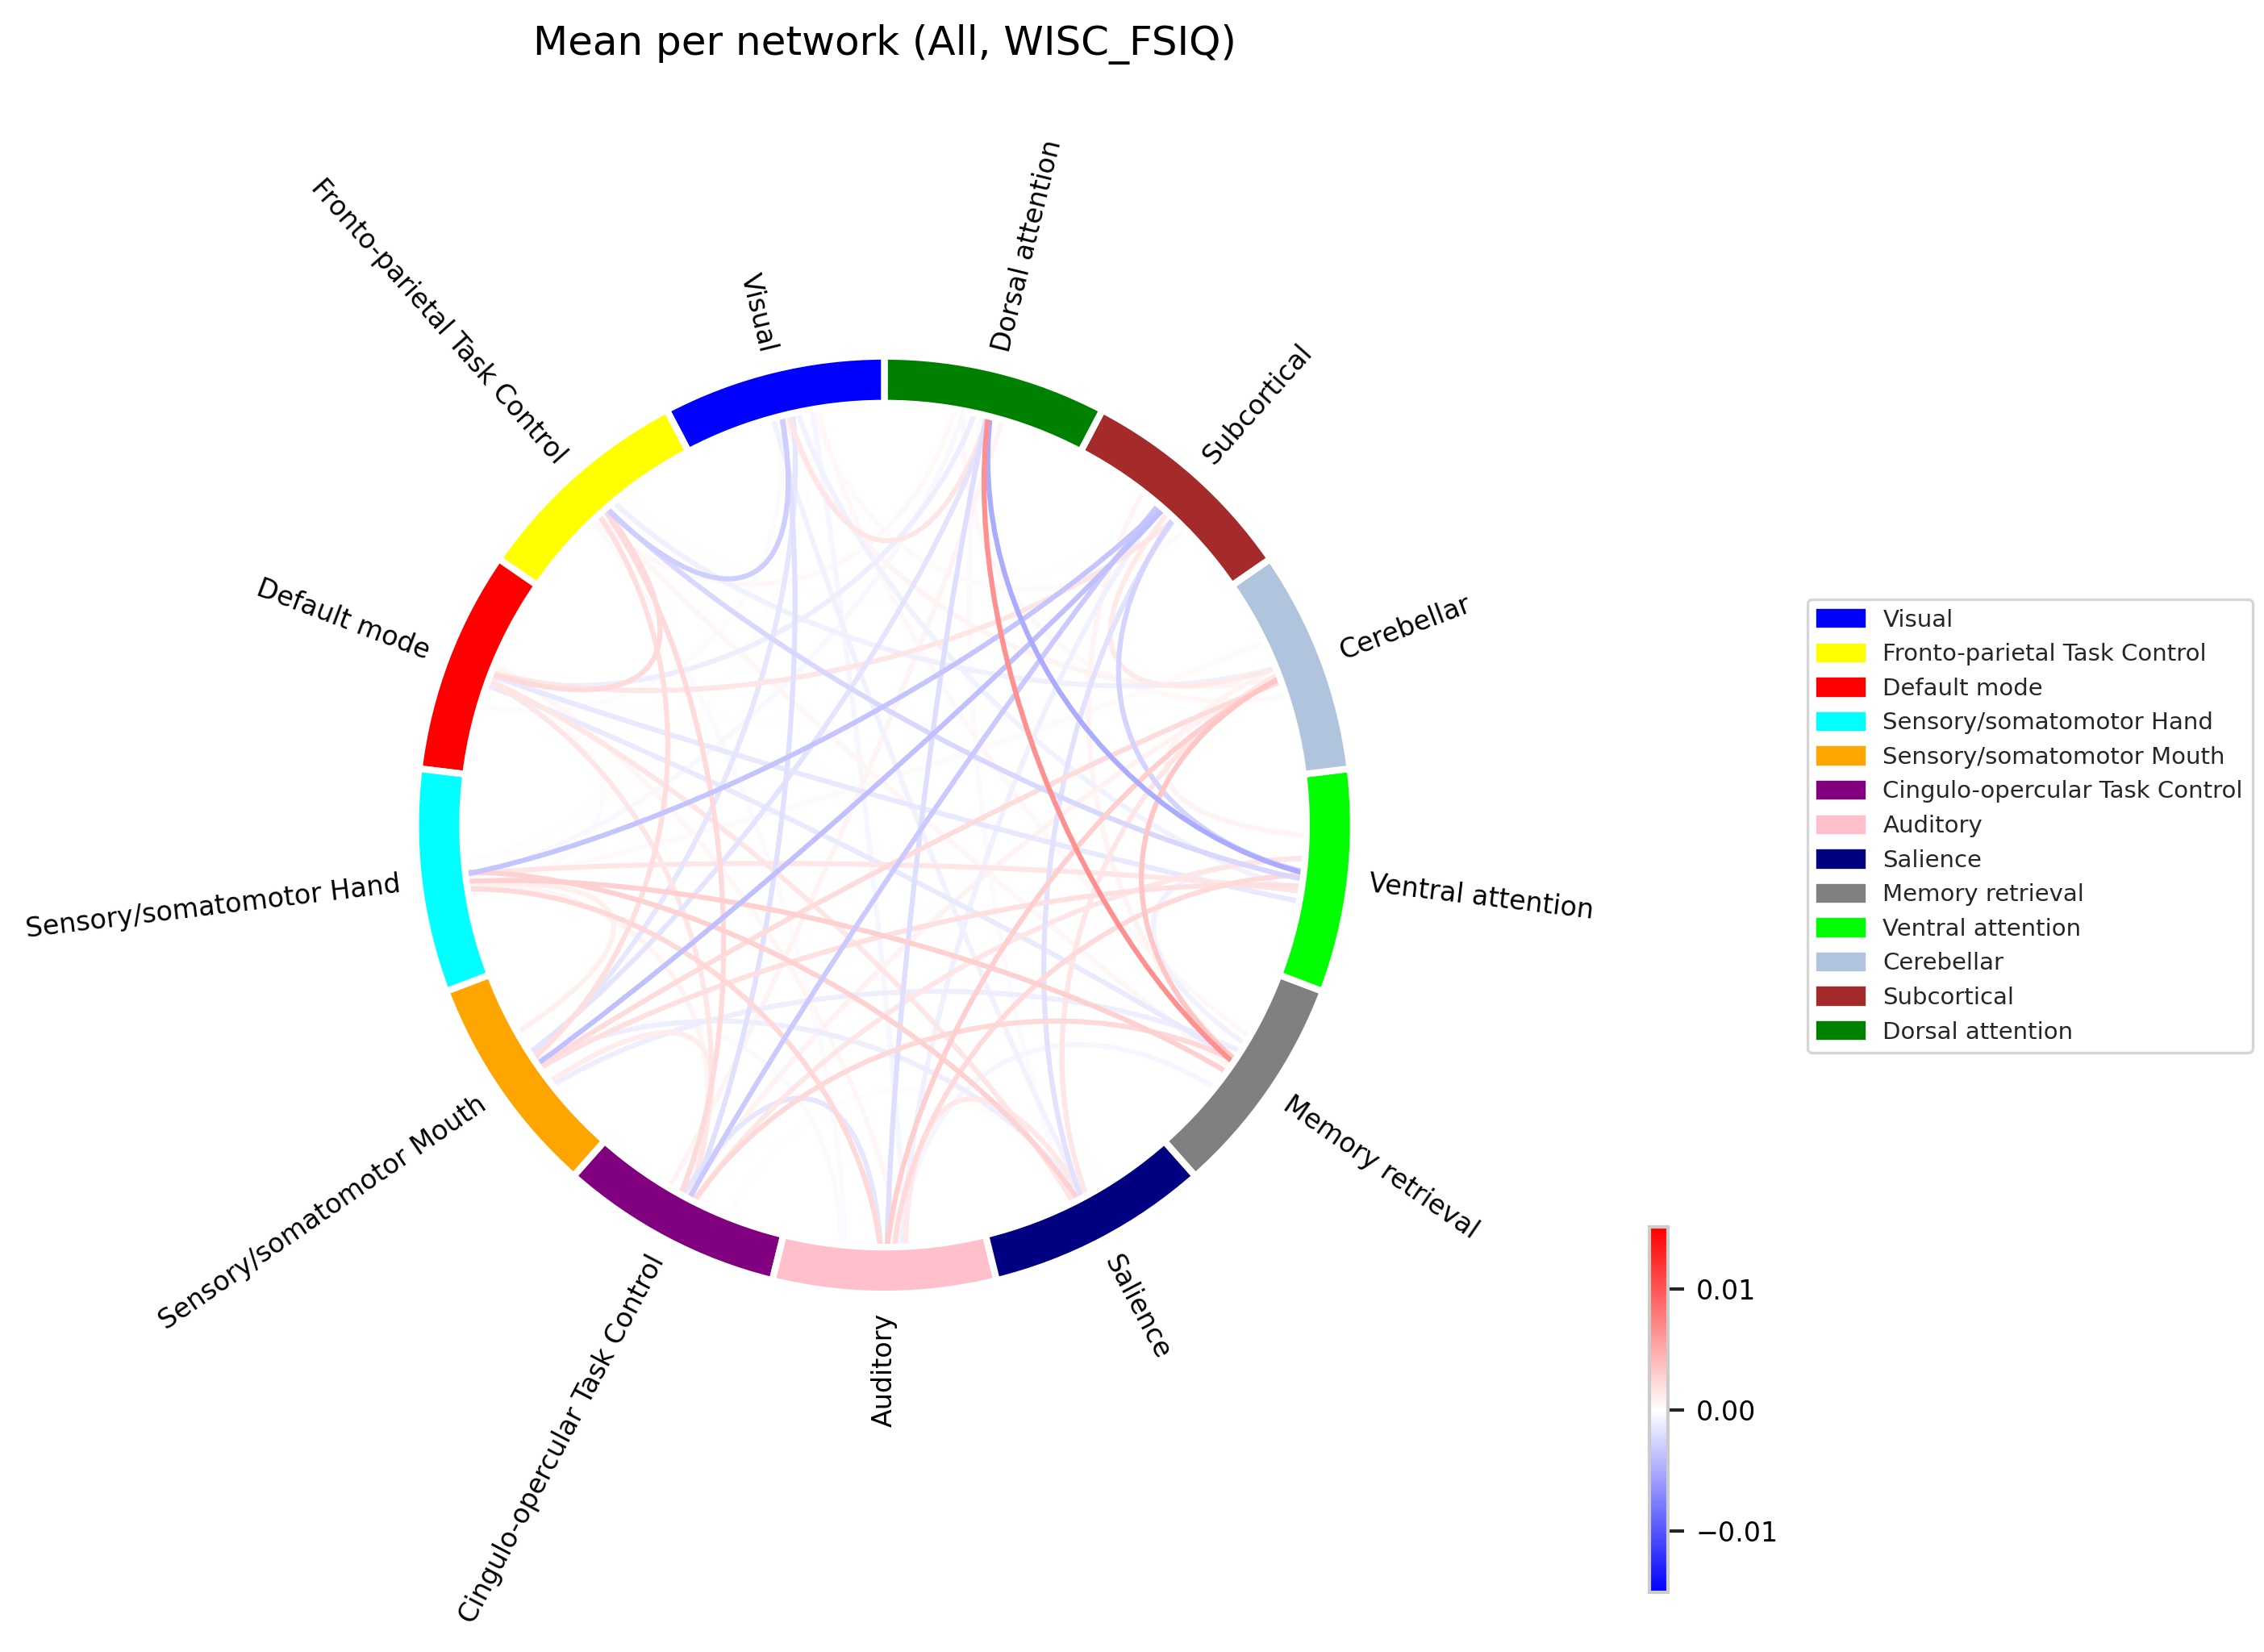 Mean per network (All, WISC_FSIQ)
Dorsal attention
Visual
Fronto-parietal Task Control
Subcortical
Default mode
Cerebellar
Sensory/somatomotor Hand
Ventral attention
Sensory/somatomotor Mouth
Memory retrieval
Cingulo-opercular Task Control
Auditory
Salience
Visual
Fronto-parietal Task Control
Default mode
Sensory/somatomotor Hand
Sensory/somatomotor Mouth
Cingulo-opercular Task Control
Auditory
Salience
Memory retrieval
Ventral attention
Cerebellar
Subcortical
Dorsal attention
0.01
0.00
−0.01